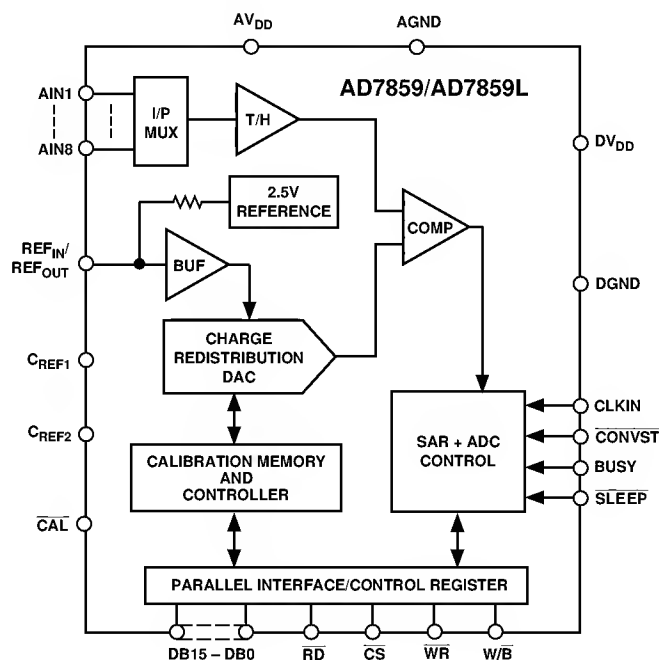 AVDD
AGND
AD7859/AD7859L
AIN1
I/P
MUX
T/H
AIN8
DVDD
2.5V
REFERENCE
COMP
REFIN/
REFOUT
BUF
DGND
CHARGE
REDISTRIBUTION
DAC
CREF1
CREF2
SAR + ADC
CONTROL
CLKIN
CONVST
BUSY
SLEEP
CALIBRATION MEMORY
AND
CONTROLLER
CAL
PARALLEL INTERFACE/CONTROL REGISTER
DB15 – DB0
RD
CS
WR
W/B